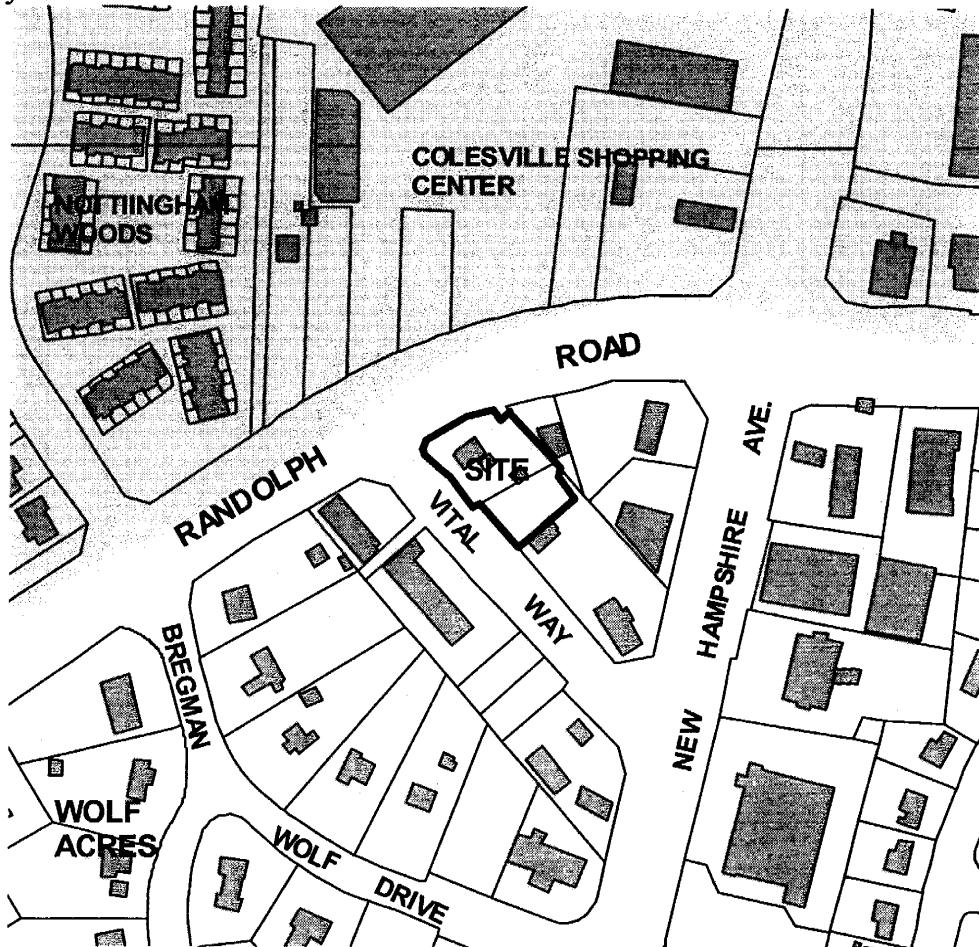 COLESVILLE SHOPPING
CENTER
NOTTIINGHAM
WOODS
ROAD
AVE.
RANDOLPH
SITE
VITAL
WAY
HAMPSHIRE
NEW
BREGMAN
WOLF
ACRES
WOLF
DRIVE